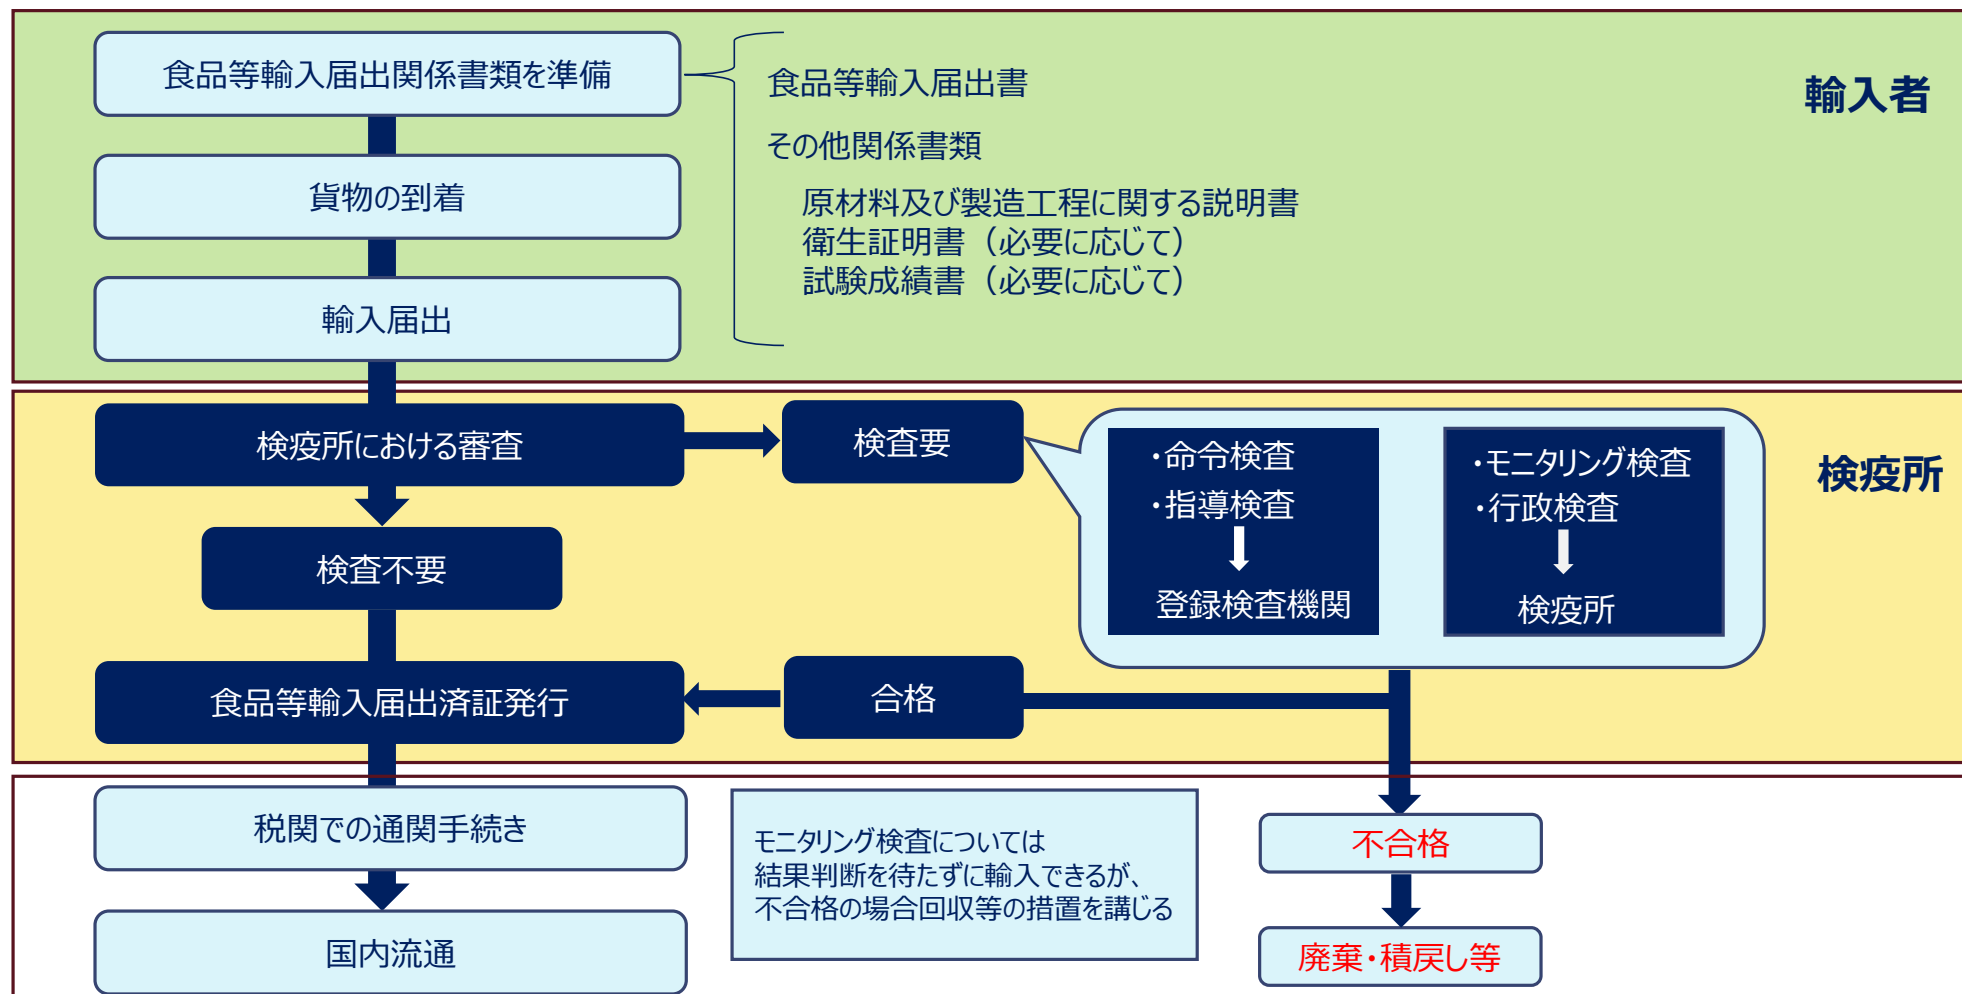 食品等輸入届出関係書類を準備
貨物の到着
輸入届出
食品等輸入届出書
その他関係書類
原材料及び製造工程に関する説明書
衛生証明書（必要に応じて）
試験成績書（必要に応じて）
輸入者
検疫所における審査
検査要
・命令検査
・指導検査
登録検査機関
・モニタリング検査
・行政検査
検疫所
検疫所
検査不要
食品等輸入届出済証発行
合格
税関での通関手続き
国内流通
モニタリング検査については
結果判断を待たずに輸入できるが、
不合格の場合回収等の措置を講じる
不合格
廃棄・積戻し等